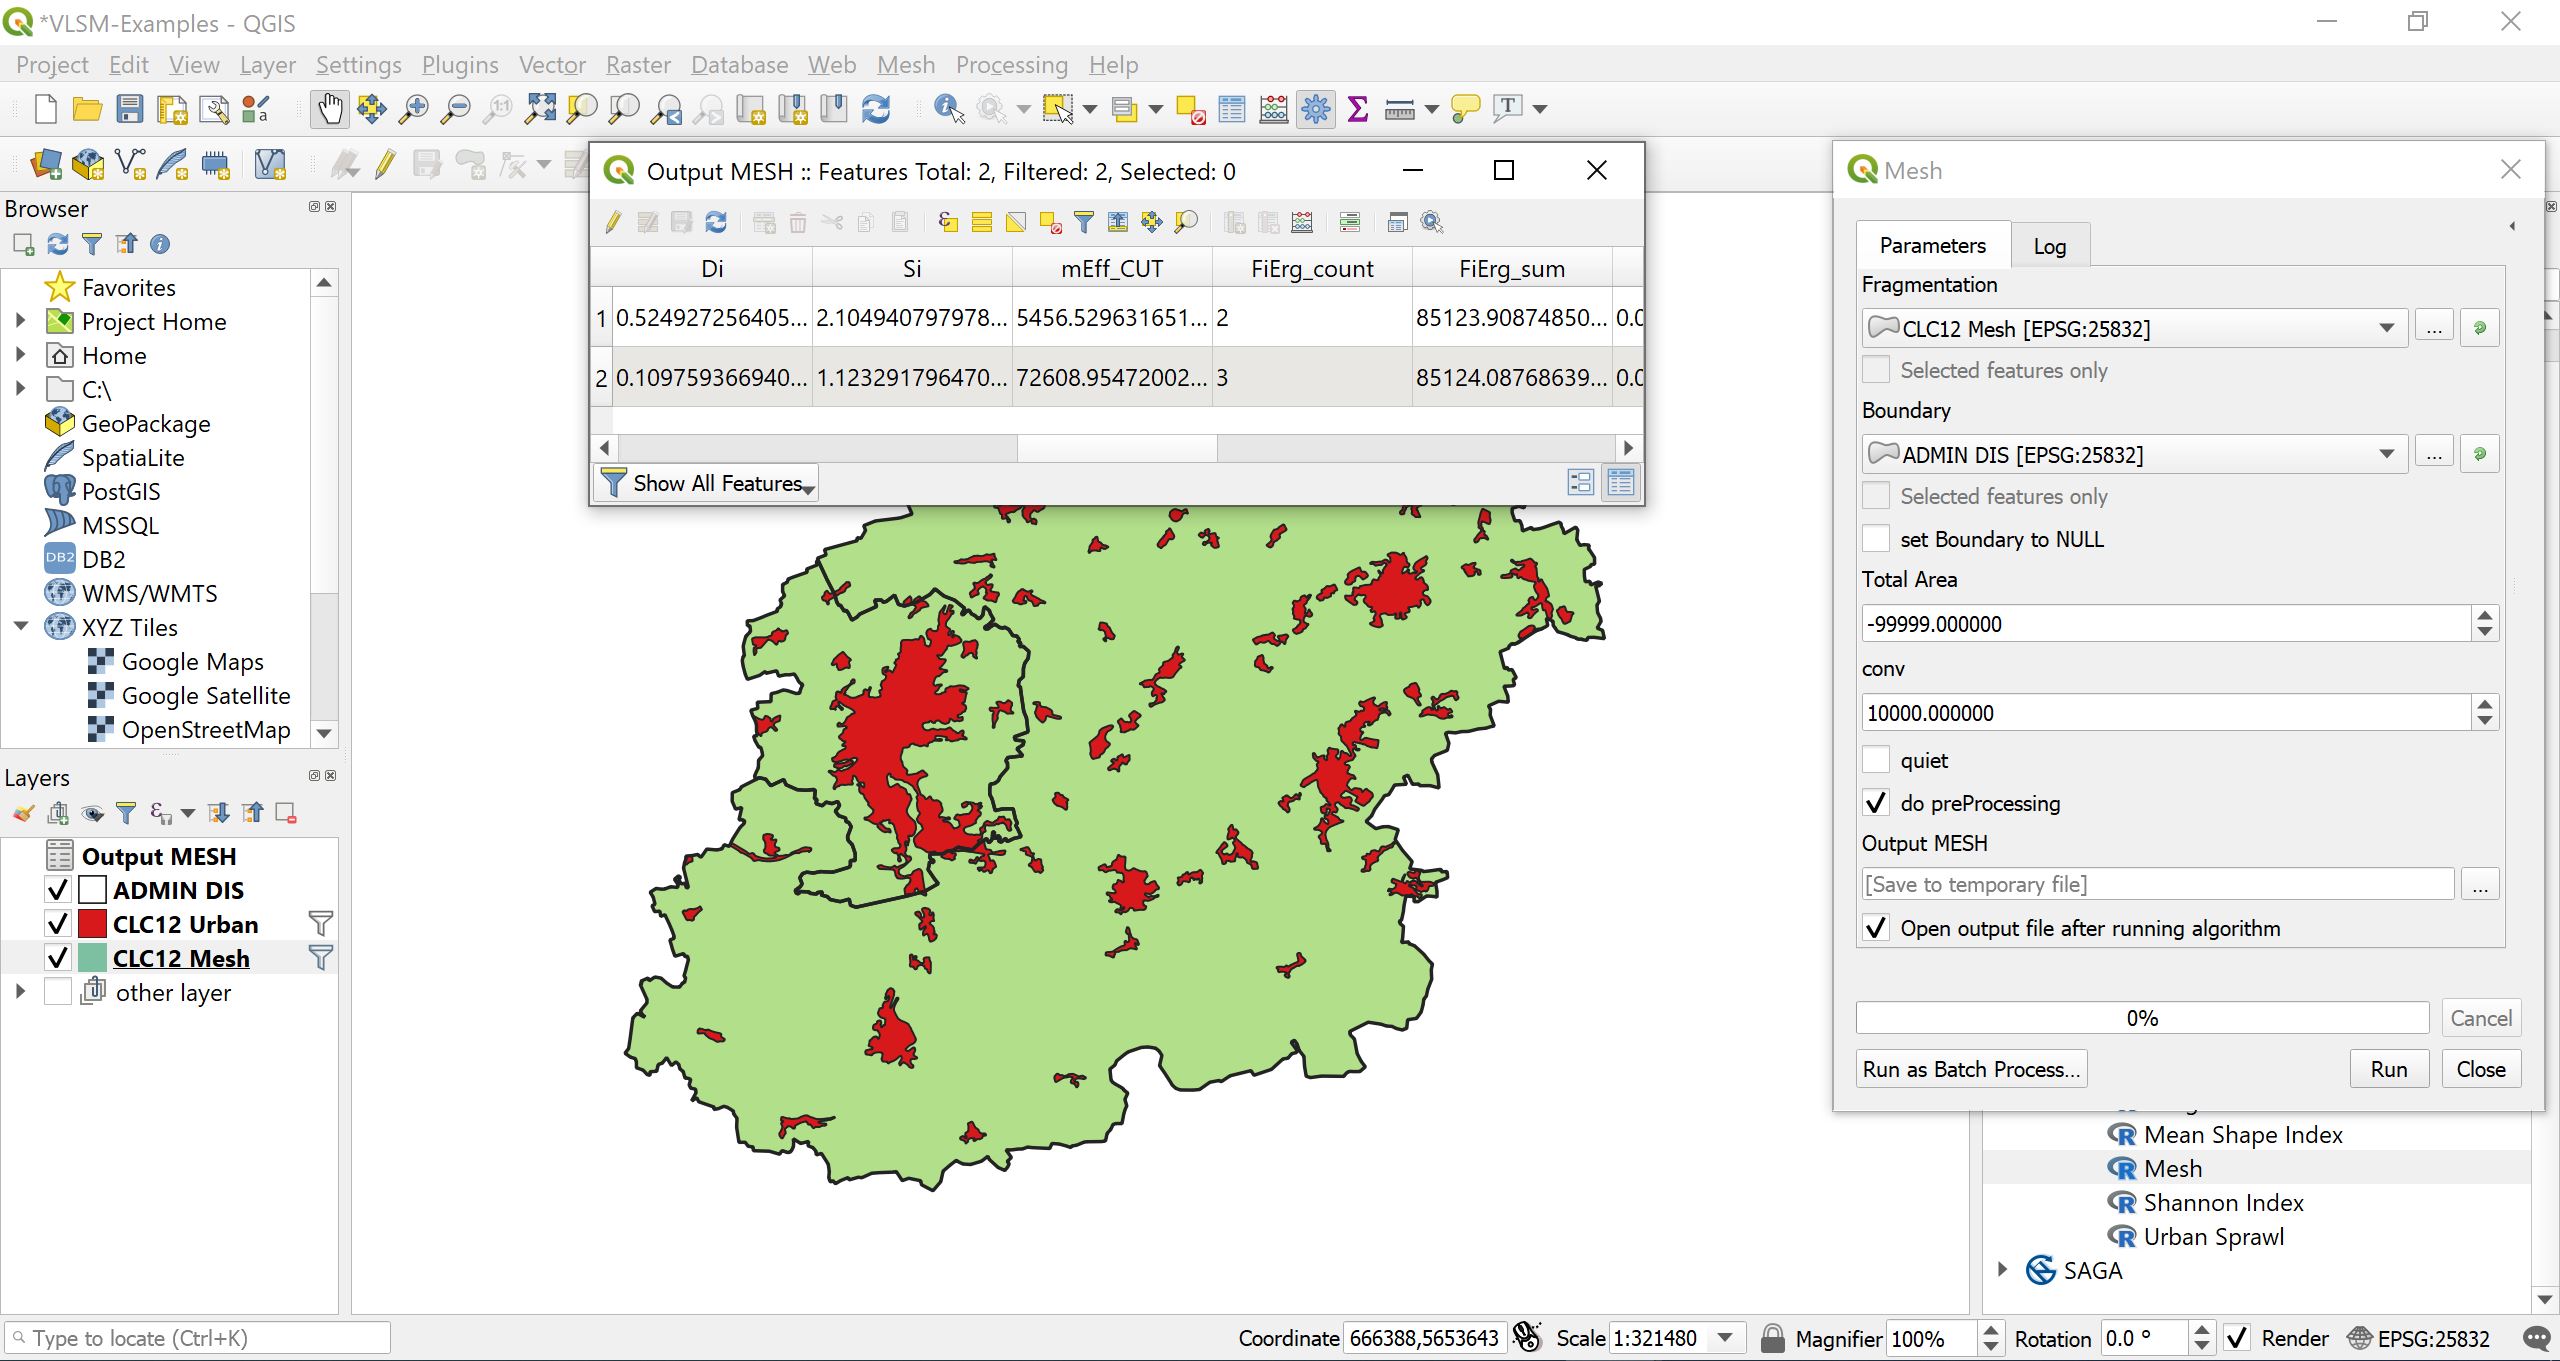 *VLSM-Examples - QGIS
Project Edit View Layer Settings Plugins Vector Raster Database Web Mesh Processing Help
Browser
Favorites
Project Home
Home
C:\
GeoPackage
SpatiaLite
PostGIS
MSSQL
DB2
WMS/WMTS
XYZ Tiles
Google Maps
Google Satellite
OpenStreetMap
Layers
Output MESH
ADMIN DIS
CLC12 Urban
CLC12 Mesh
other layer
Output MESH :: Features Total: 2, Filtered: 2, Selected: 0
Di Si mEff_CUT FiErg_count FiErg_sum
1 0.524927256405... 2.104940797978... 5456.529631651... 2 85123.90874850... 0.0
2 0.109759366940... 1.123291796470... 72608.95472002... 3 85124.08768639... 0.0
Show All Features
Mesh
Parameters Log
Fragmentation
CLC12 Mesh [EPSG:25832] ...
Selected features only
Boundary
ADMIN DIS [EPSG:25832] ...
Selected features only
set Boundary to NULL
Total Area
-99999.000000
conv
10000.000000
quiet
do preProcessing
Output MESH
[Save to temporary file] ...
Open output file after running algorithm
0% Cancel
Run as Batch Process... Run Close
Mean Shape Index
Mesh
Shannon Index
Urban Sprawl
SAGA
Type to locate (Ctrl+K) Coordinate 666388,5653643 Scale 1:321480 Magnifier 100% Rotation 0.0 ° Render EPSG:25832